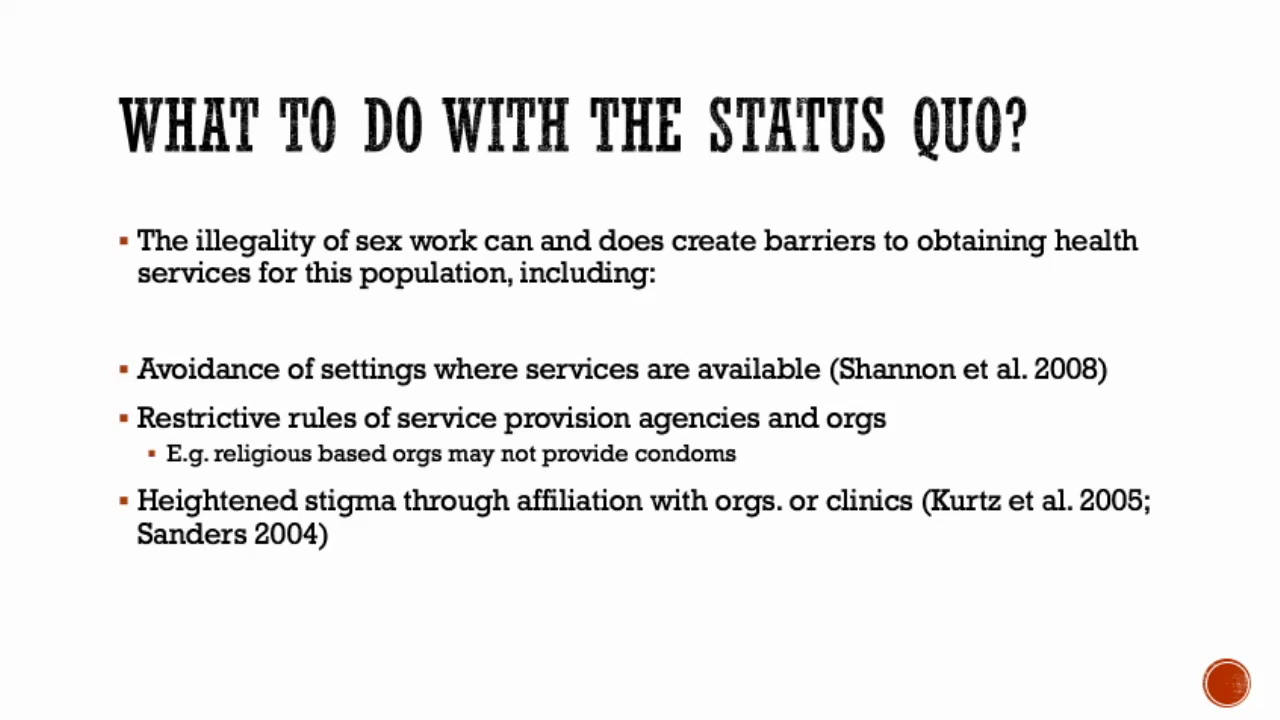 WHAT TO DO WITH THE STATUS QUO?
The illegality of sex work can and does create barriers to obtaining health
services for this population, including:
Avoidance of settings where services are available (Shannon et al. 2008)
Restrictive rules of service provision agencies and orgs
E.g. religious based orgs may not provide condoms
Heightened stigma through affiliation with orgs. or clinics (Kurtz et al. 2005;
Sanders 2004)